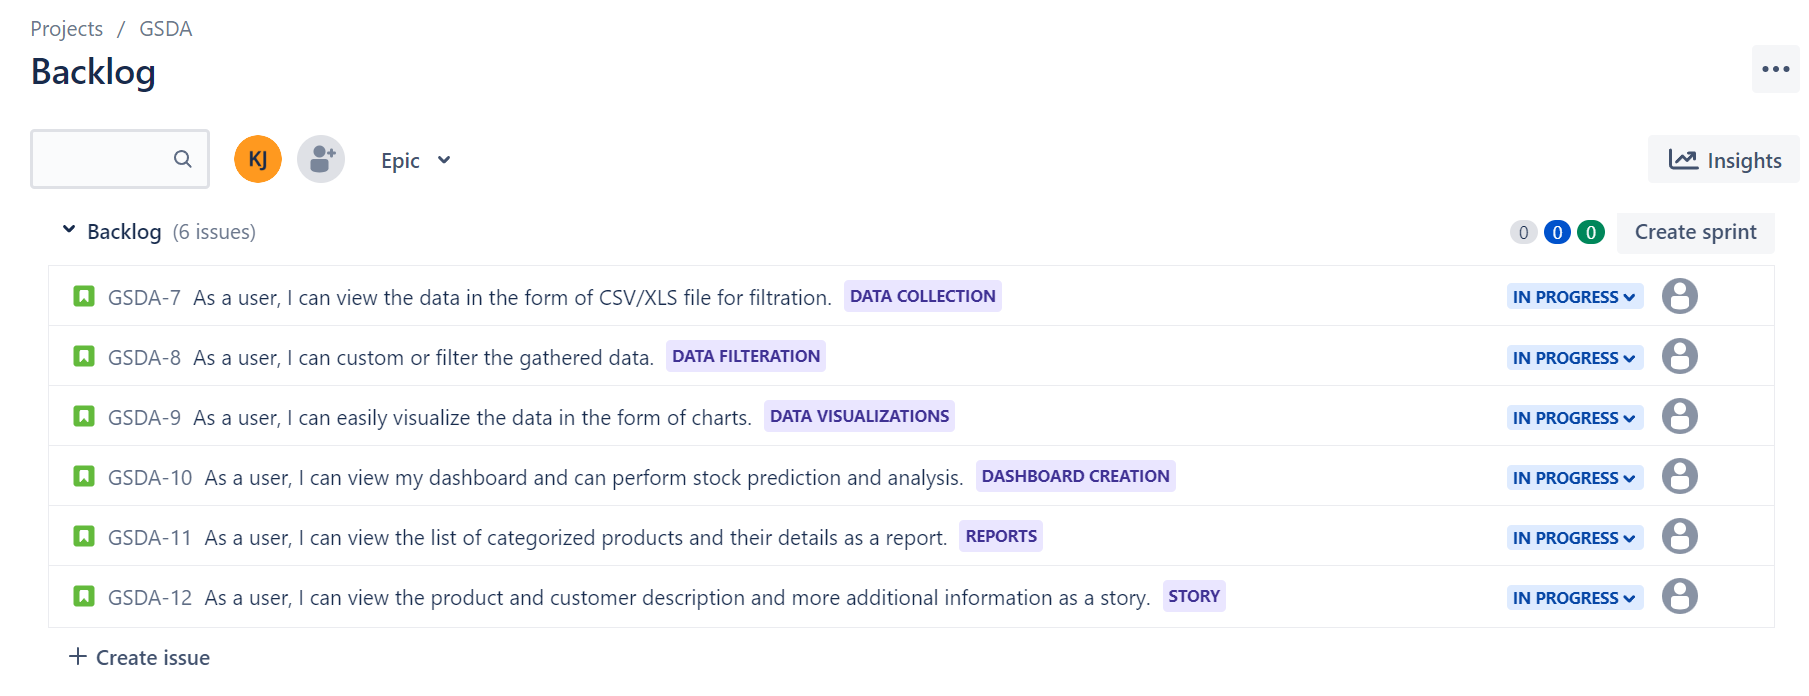 Projects / GSDA
Backlog
KJ Epic Insights
Backlog (6 issues) 0 0 0 Create sprint
GSDA-7 As a user, I can view the data in the form of CSV/XLS file for filtration. DATA COLLECTION IN PROGRESS
GSDA-8 As a user, I can custom or filter the gathered data. DATA FILTERATION IN PROGRESS
GSDA-9 As a user, I can easily visualize the data in the form of charts. DATA VISUALIZATIONS IN PROGRESS
GSDA-10 As a user, I can view my dashboard and can perform stock prediction and analysis. DASHBOARD CREATION IN PROGRESS
GSDA-11 As a user, I can view the list of categorized products and their details as a report. REPORTS IN PROGRESS
GSDA-12 As a user, I can view the product and customer description and more additional information as a story. STORY IN PROGRESS
+ Create issue